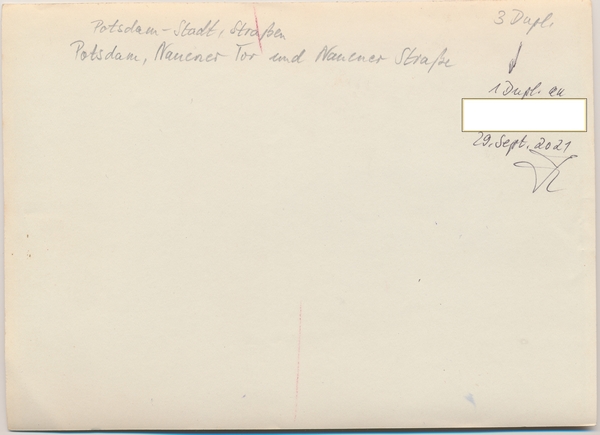 Potsdam-Stadt, Straßen
Potsdam, Nauener Tor und Nauener Straße
3 Dupl.
1 Dupl. an
29. Sept. 2021